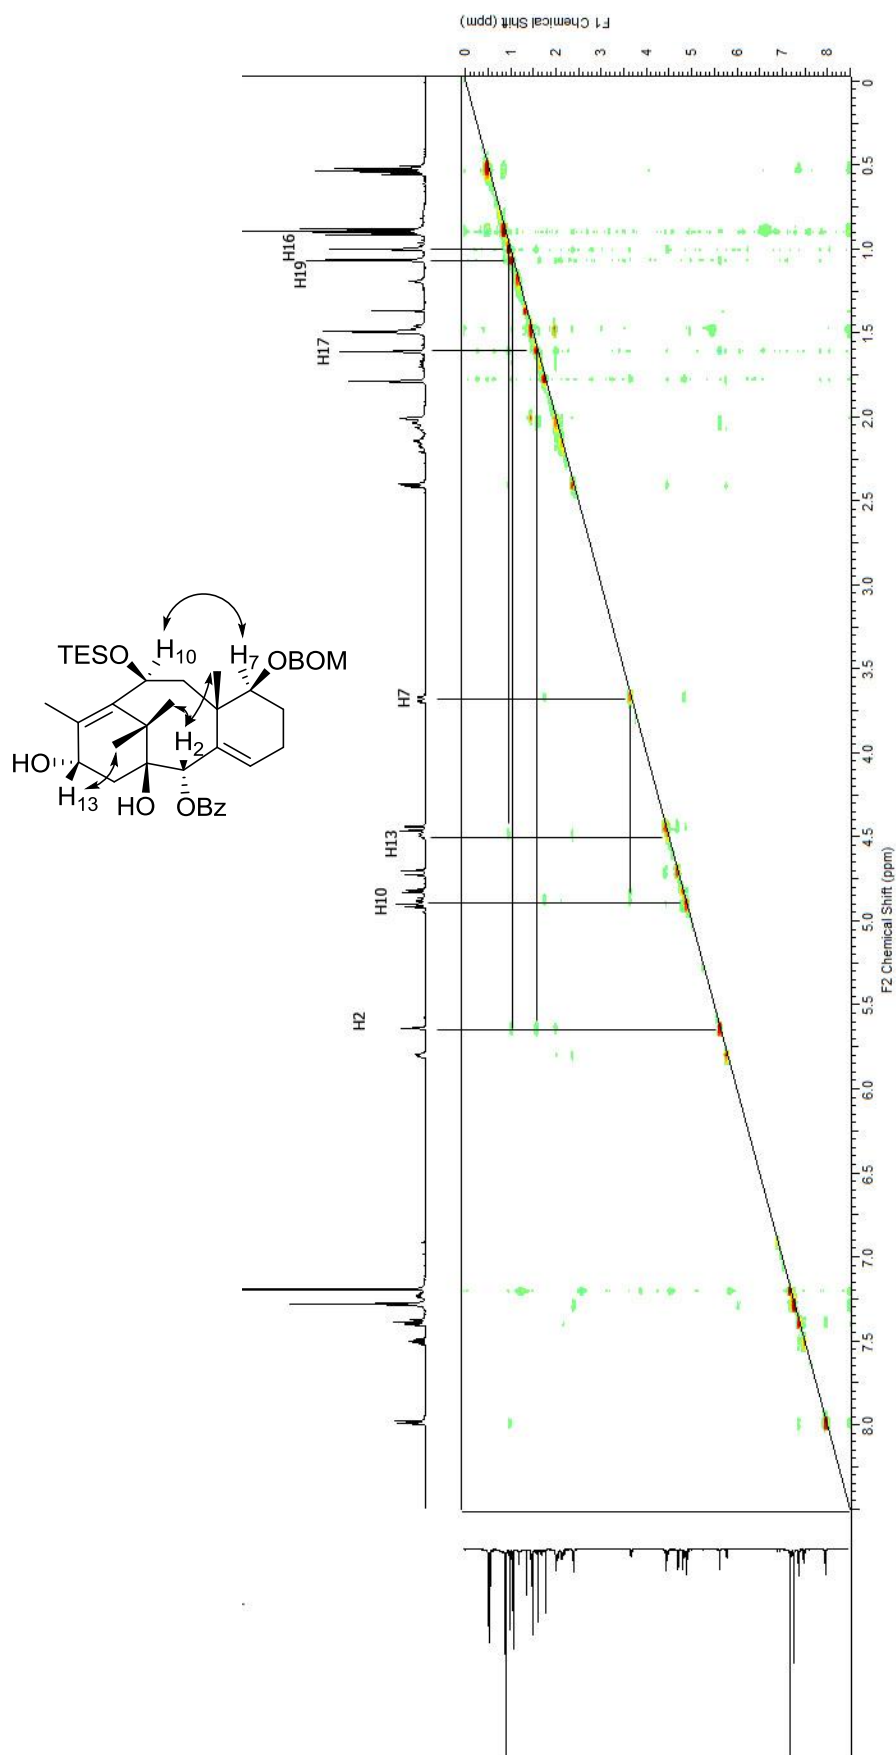 F1 Chemical Shift (ppm)
0 1 2 3 4 5 6 7 8
0
0.5
1.0
1.5
2.0
2.5
3.0
3.5
4.0
4.5
5.0
5.5
6.0
6.5
7.0
7.5
8.0
F2 Chemical Shift (ppm)
H16
H19
H17
H7
H13
H10
H2
TESO
H10
H7
OBOM
H2
HO
H13
HO
OBz